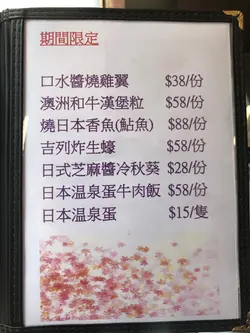 期間限定
口水醬燒雞翼 $38/份
澳洲和牛漢堡粒 $58/份
燒日本香魚(鮎魚) $88/份
吉列炸生蠔 $58/份
日式芝麻醬冷秋葵 $28/份
日本温泉蛋牛肉飯 $58/份
日本温泉蛋 $15/隻